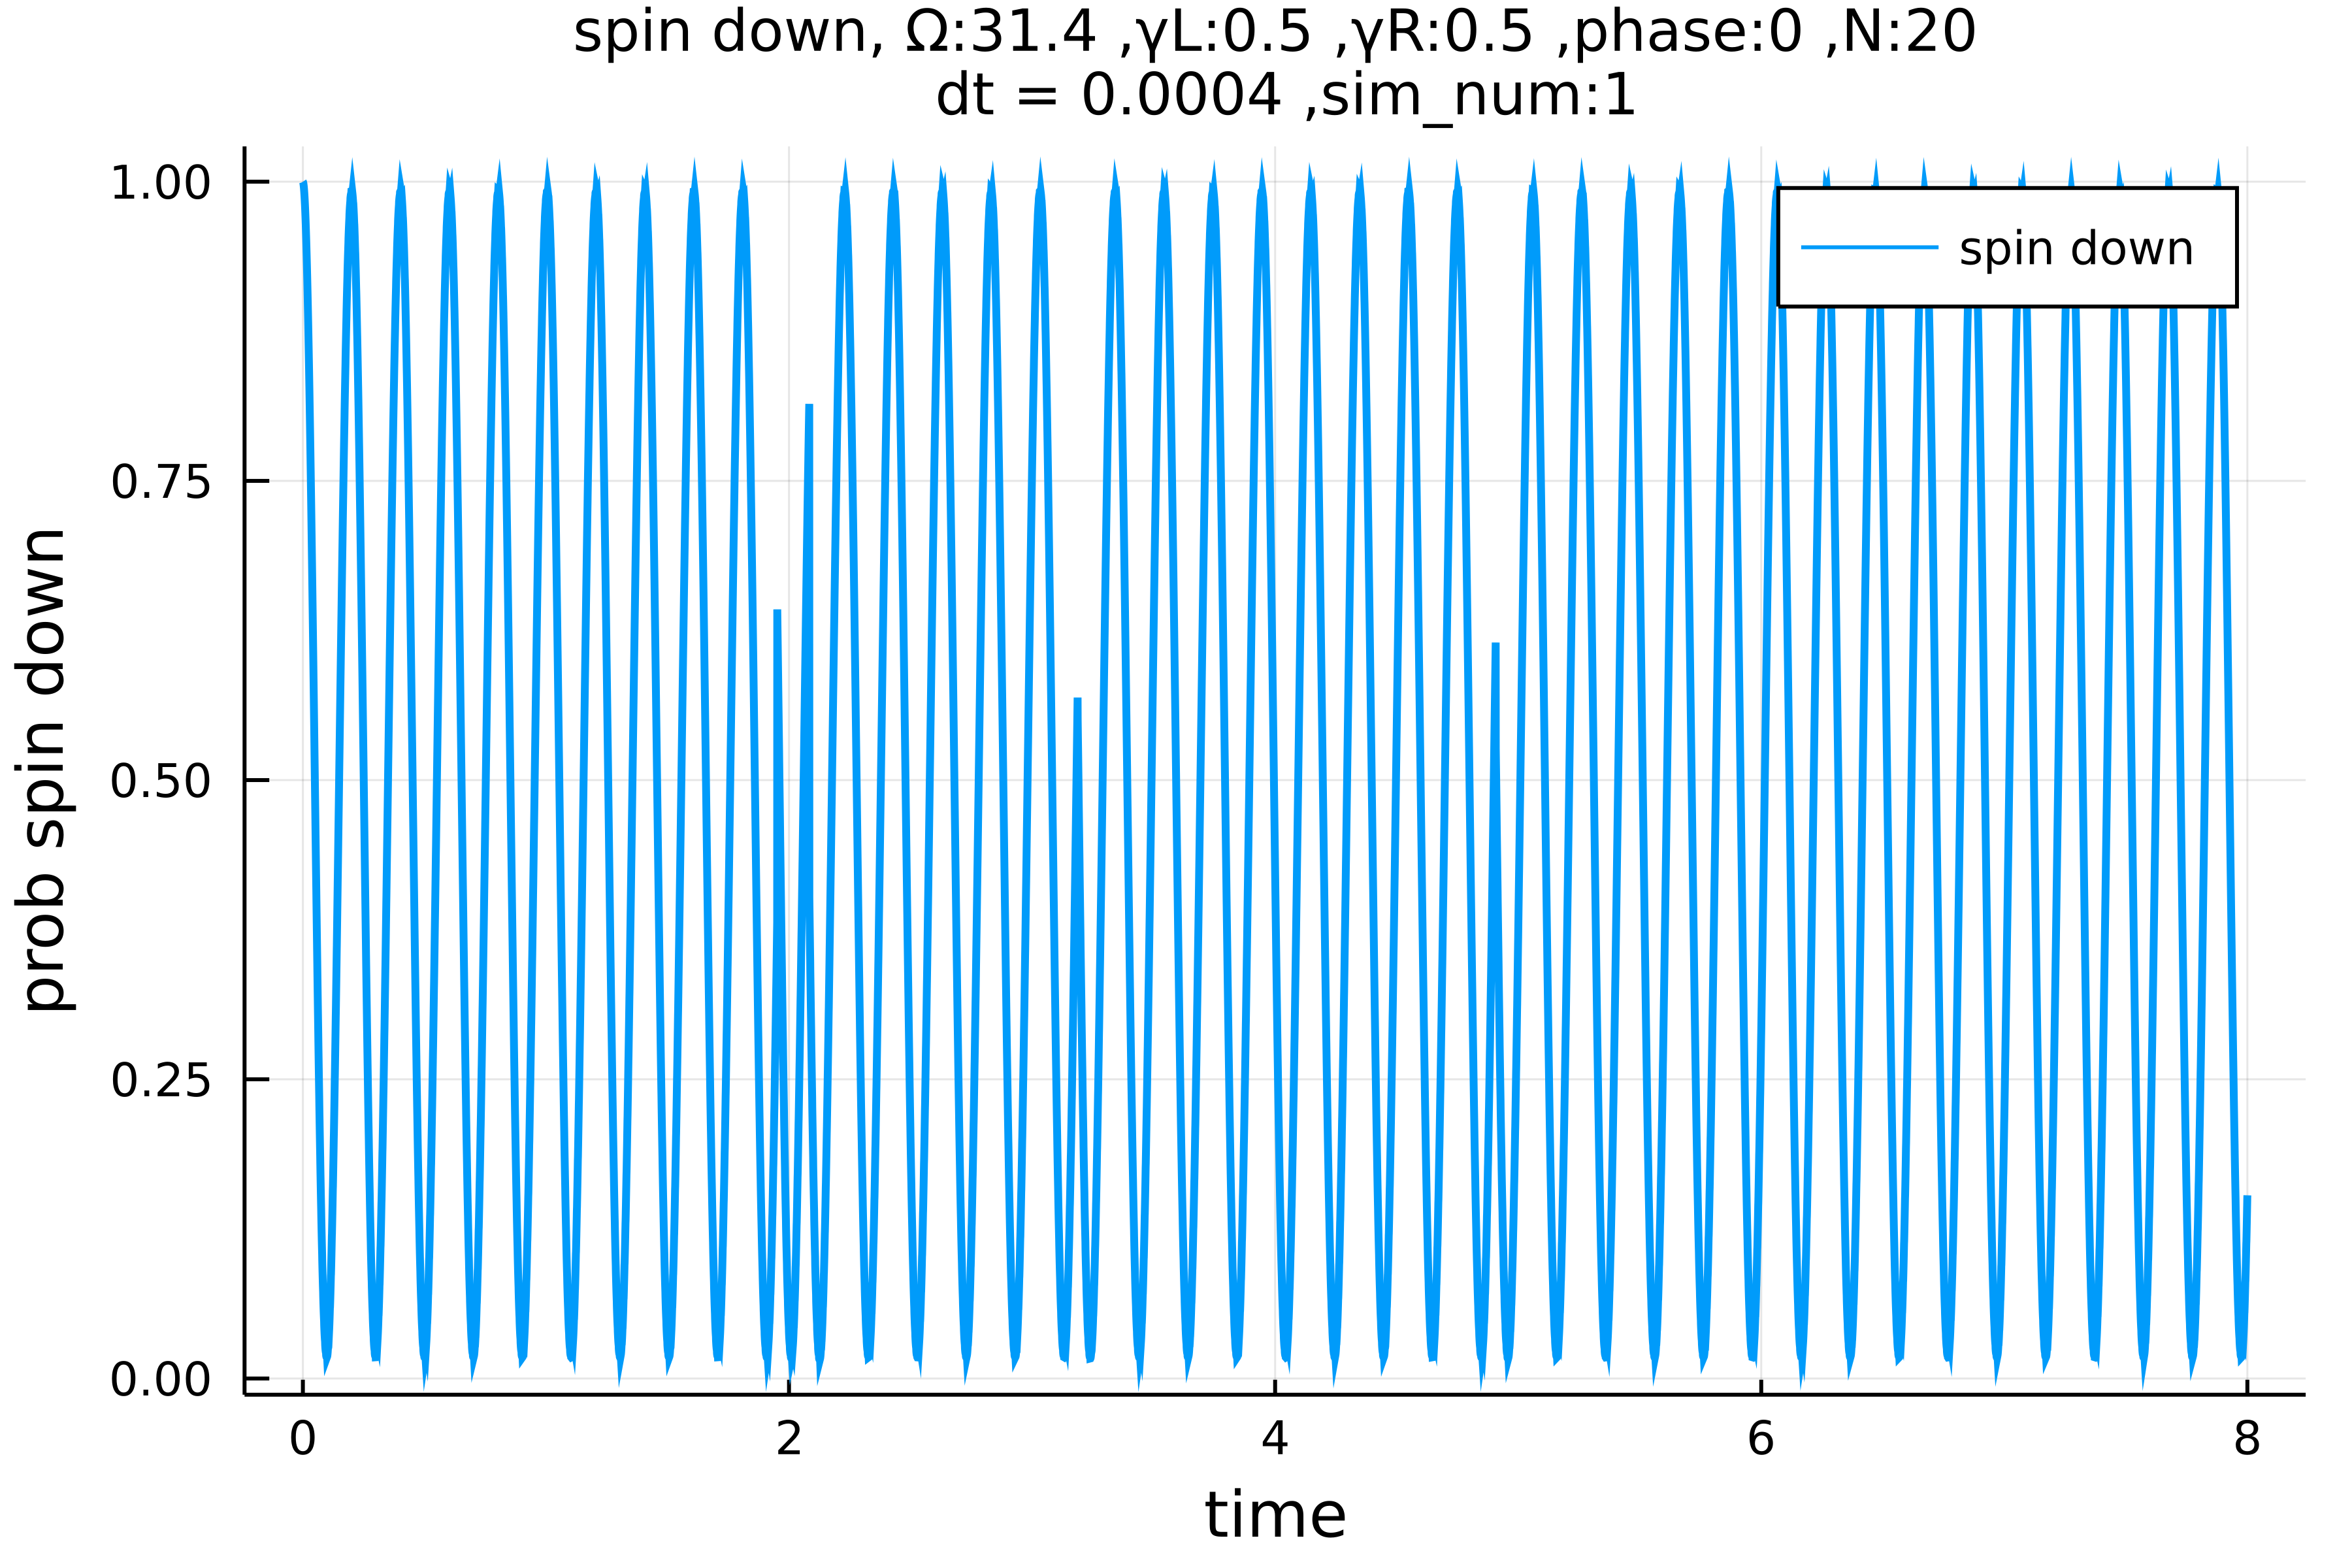 spin down, Ω:31.4 ,γL:0.5 ,γR:0.5 ,phase:0 ,N:20
dt = 0.0004 ,sim_num:1
1.00
0.75
0.50
0.25
0.00
prob spin down
spin down
0 2 4 6 8
time